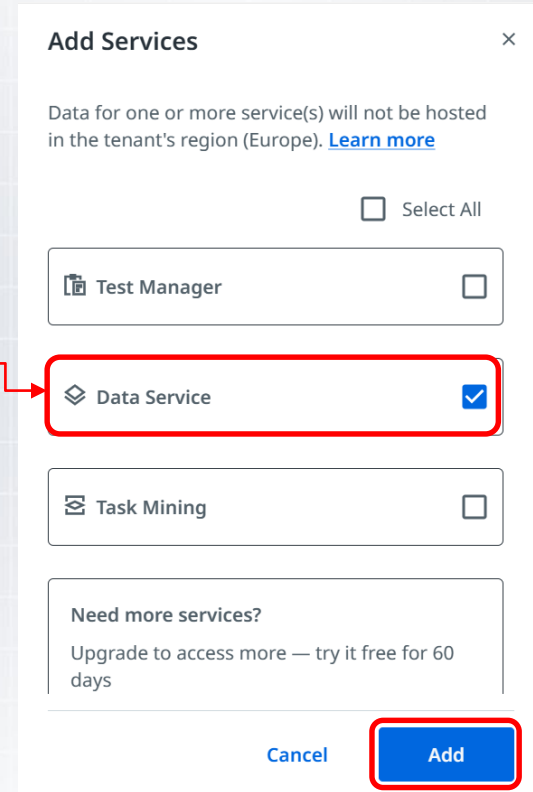 Add Services
Data for one or more service(s) will not be hosted
in the tenant's region (Europe). Learn more
Select All
Test Manager
Data Service
Task Mining
Need more services?
Upgrade to access more — try it free for 60
days
Cancel
Add